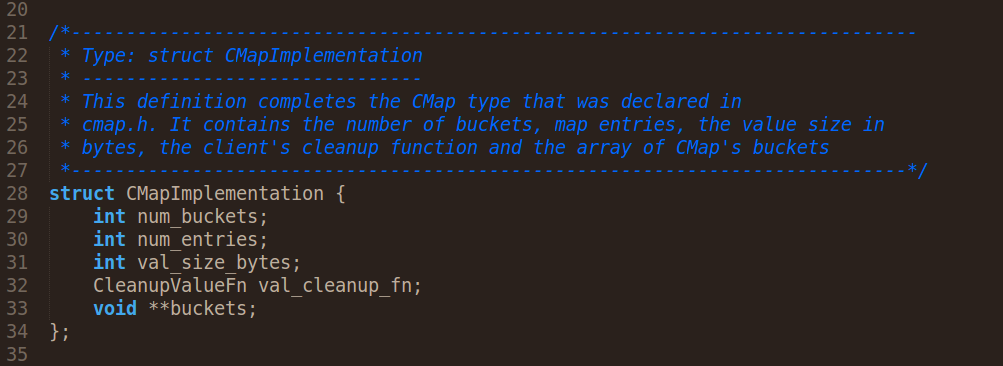 20
21 /*-----------------------------------------------------------------------------
22  * Type: struct CMapImplementation
23  * -------------------------------
24  * This definition completes the CMap type that was declared in
25  * cmap.h. It contains the number of buckets, map entries, the value size in
26  * bytes, the client's cleanup function and the array of CMap's buckets
27  *----------------------------------------------------------------------------*/
28 struct CMapImplementation {
29     int num_buckets;
30     int num_entries;
31     int val_size_bytes;
32     CleanupValueFn val_cleanup_fn;
33     void **buckets;
34 };
35